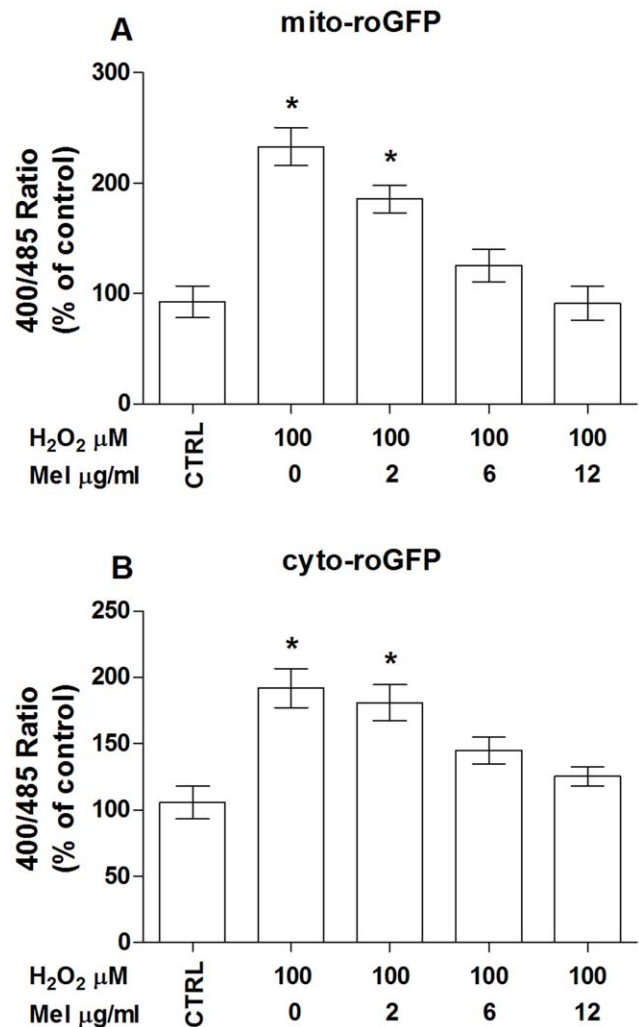 A
mito-roGFP
400/485 Ratio
(% of control)
300
200
100
0
*
*
H₂O₂ μM CTRL 100 100 100 100
Mel μg/ml 0 2 6 12
B
cyto-roGFP
400/485 Ratio
(% of control)
250
200
150
100
50
0
*
*
H₂O₂ μM CTRL 100 100 100 100
Mel μg/ml 0 2 6 12